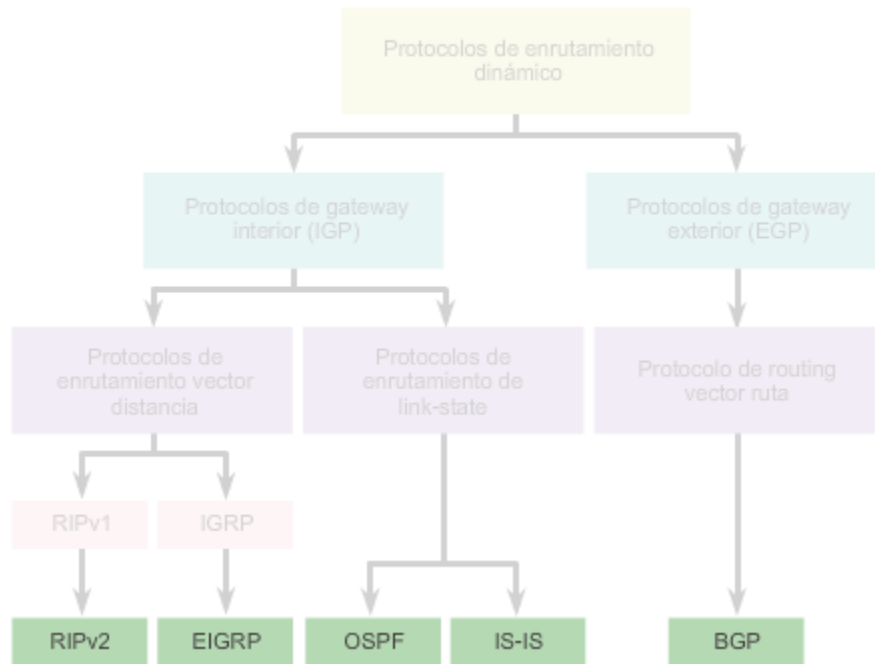 Protocolos de enrutamiento
dinámico
Protocolos de gateway
interior (IGP)
Protocolos de gateway
exterior (EGP)
Protocolos de
enrutamiento vector
distancia
Protocolos de
enrutamiento de
link-state
Protocolo de routing
vector ruta
RIPv1
IGRP
RIPv2
EIGRP
OSPF
IS-IS
BGP